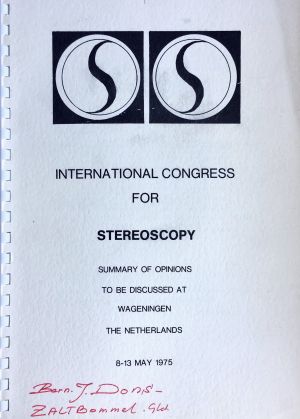 INTERNATIONAL CONGRESS
FOR
STEREOSCOPY
SUMMARY OF OPINIONS
TO BE DISCUSSED AT
WAGENINGEN
THE NETHERLANDS
8-13 MAY 1975
Bern. J. Donis -
ZALTBommel. Gld